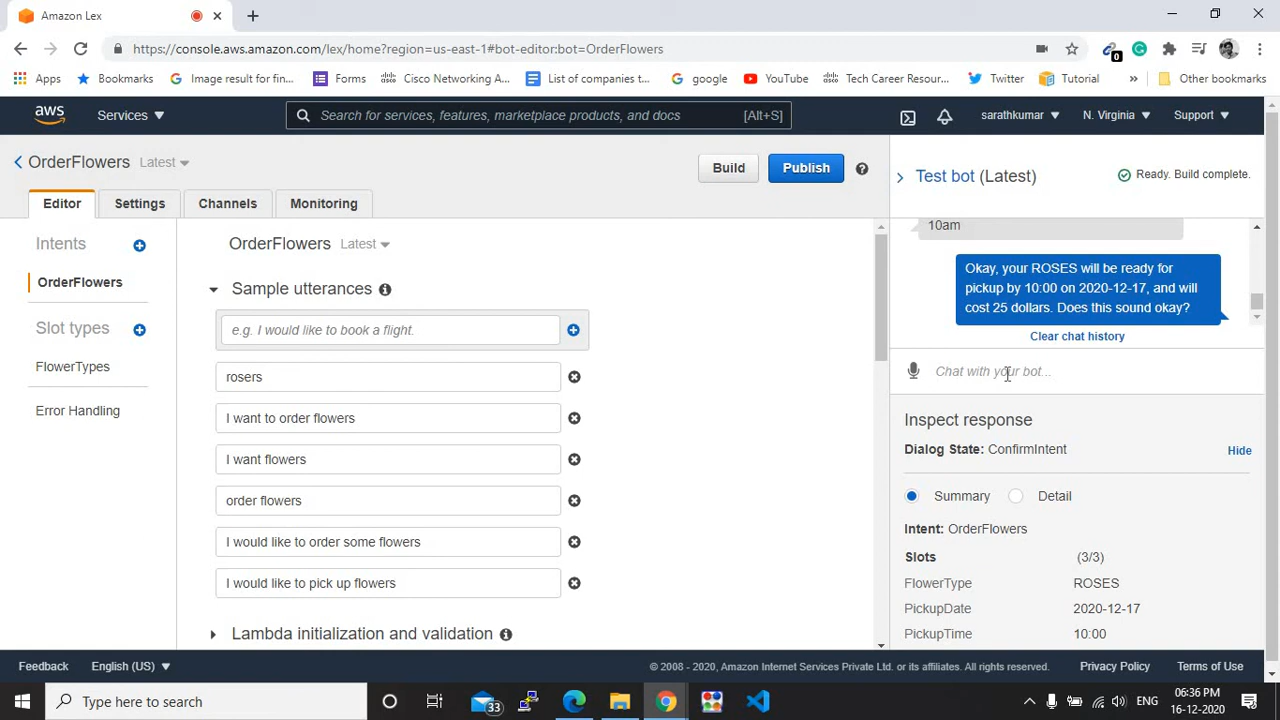 Amazon Lex
https://console.aws.amazon.com/lex/home?region=us-east-1#bot-editor:bot=OrderFlowers
0
Apps
Bookmarks
Image result for fin...
Forms
Cisco Networking A...
List of companies t...
google
YouTube
Tech Career Resour...
Twitter
Tutorial
»
Other bookmarks
aws
Services
Search for services, features, marketplace products, and docs
[Alt+S]
sarathkumar
N. Virginia
Support
OrderFlowers
Latest
Build
Publish
Test bot (Latest)
Ready. Build complete.
Editor
Settings
Channels
Monitoring
Intents
OrderFlowers
Slot types
FlowerTypes
Error Handling
OrderFlowers
Latest
Sample utterances
e.g. I would like to book a flight.
rosers
I want to order flowers
I want flowers
order flowers
I would like to order some flowers
I would like to pick up flowers
Lambda initialization and validation
10am
Okay, your ROSES will be ready for
pickup by 10:00 on 2020-12-17, and will
cost 25 dollars. Does this sound okay?
Clear chat history
Chat with your bot...
Inspect response
Dialog State: ConfirmIntent
Hide
Summary
Detail
Intent: OrderFlowers
Slots (3/3)
FlowerType ROSES
PickupDate 2020-12-17
PickupTime 10:00
Feedback
English (US)
© 2008 - 2020, Amazon Internet Services Private Ltd. or its affiliates. All rights reserved.
Privacy Policy
Terms of Use
Type here to search
33
ENG
06:36 PM
16-12-2020